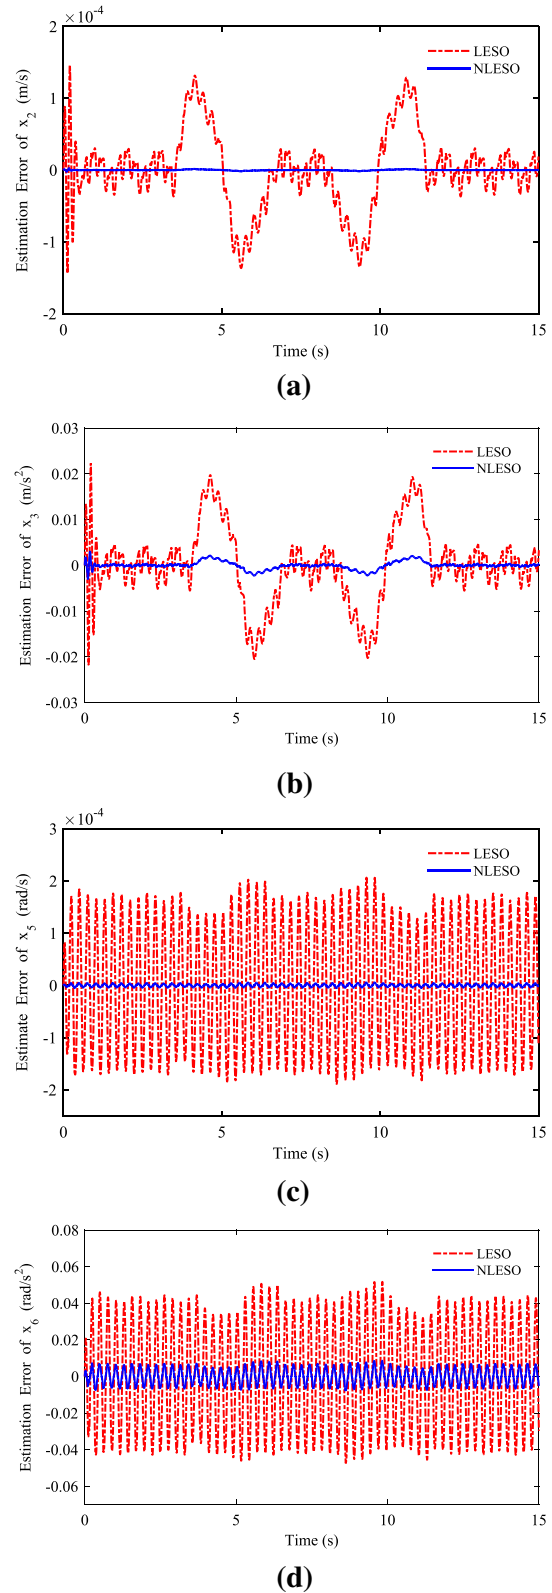 ×10⁻⁴
2
1
0
-1
-2
Estimation Error of x₂ (m/s)
LESO
NLESO
0 5 10 15
Time (s)
(a)
0.03
0.02
0.01
0
-0.01
-0.02
-0.03
Estimation Error of x₃ (m/s²)
LESO
NLESO
0 5 10 15
Time (s)
(b)
×10⁻⁴
3
2
1
0
-1
-2
Estimate Error of x₅ (rad/s)
LESO
NLESO
0 5 10 15
Time (s)
(c)
0.08
0.06
0.04
0.02
0
-0.02
-0.04
-0.06
Estimation Error of x₆ (rad/s²)
LESO
NLESO
0 5 10 15
Time (s)
(d)